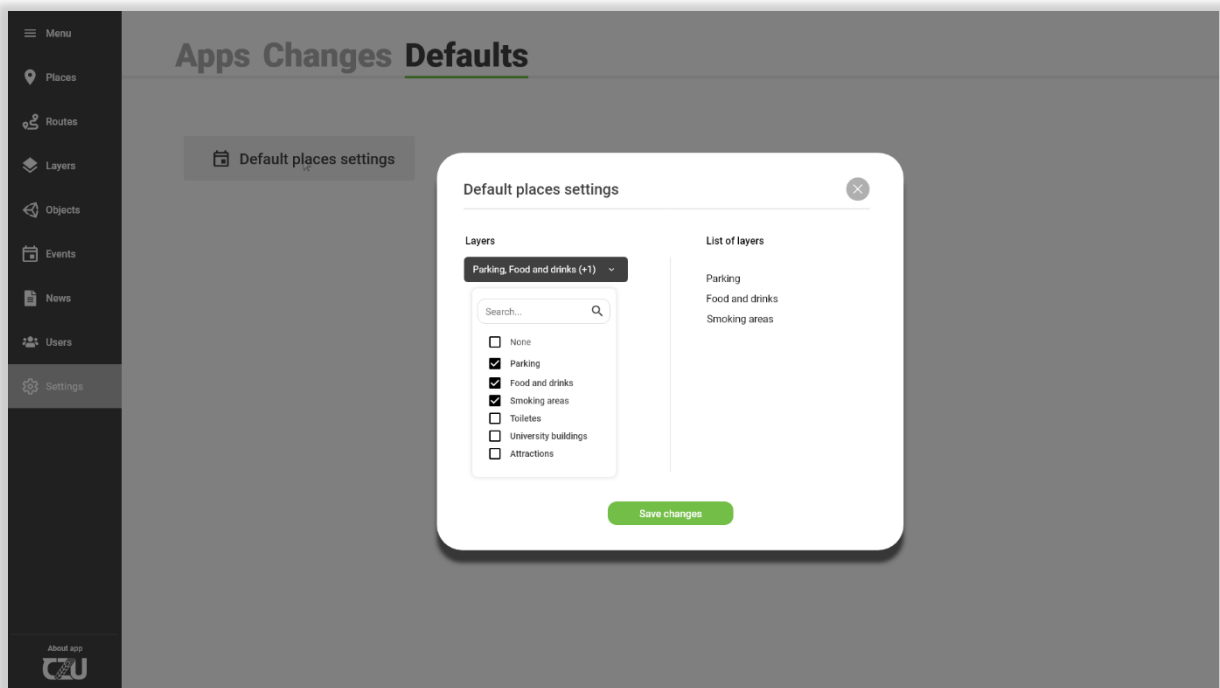 Menu
Places
Routes
Layers
Objects
Events
News
Users
Settings
About app
CZU
Apps Changes Defaults
Default places settings
Default places settings
Layers
Parking, Food and drinks (+1)
Search...
None
Parking
Food and drinks
Smoking areas
Toiletes
University buildings
Attractions
List of layers
Parking
Food and drinks
Smoking areas
Save changes